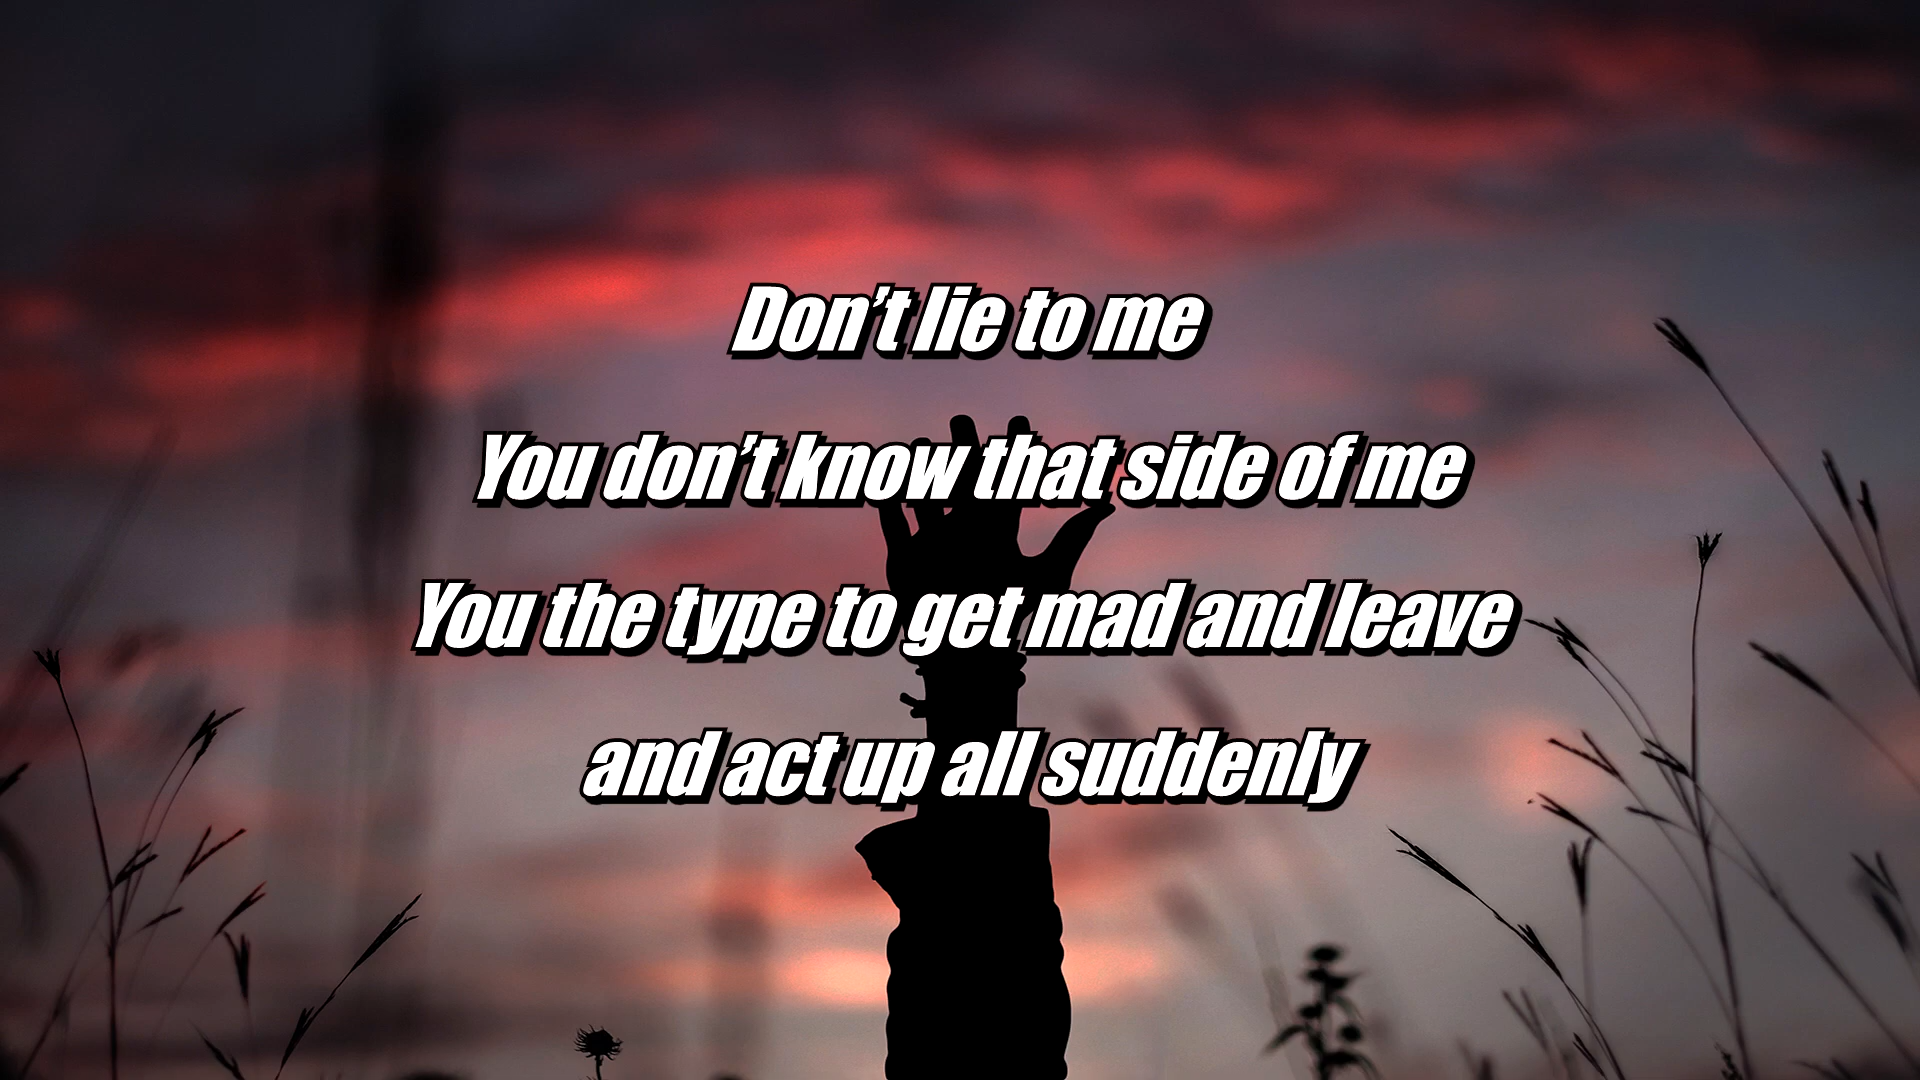 Don’t lie to me
You don’t know that side of me
You the type to get mad and leave
and act up all suddenly